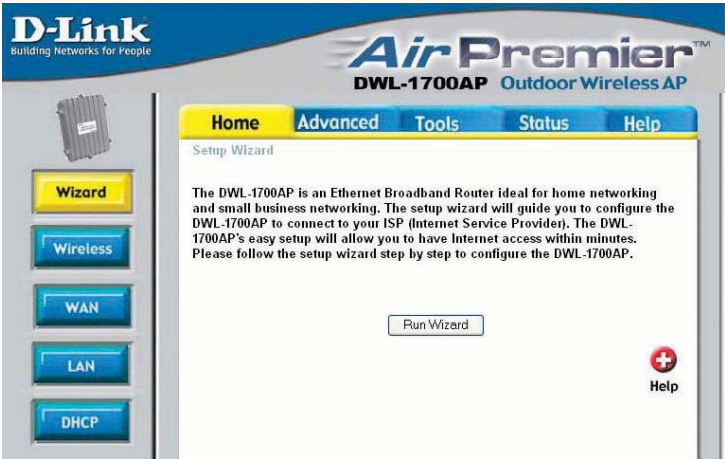 D-Link
Building Networks for People
Air Premier™
DWL-1700AP Outdoor Wireless AP
Home Advanced Tools Status Help
Setup Wizard
Wizard
The DWL-1700AP is an Ethernet Broadband Router ideal for home networking
and small business networking. The setup wizard will guide you to configure the
DWL-1700AP to connect to your ISP (Internet Service Provider). The DWL-
1700AP's easy setup will allow you to have Internet access within minutes.
Please follow the setup wizard step by step to configure the DWL-1700AP.
Wireless
WAN
Run Wizard
LAN
Help
DHCP